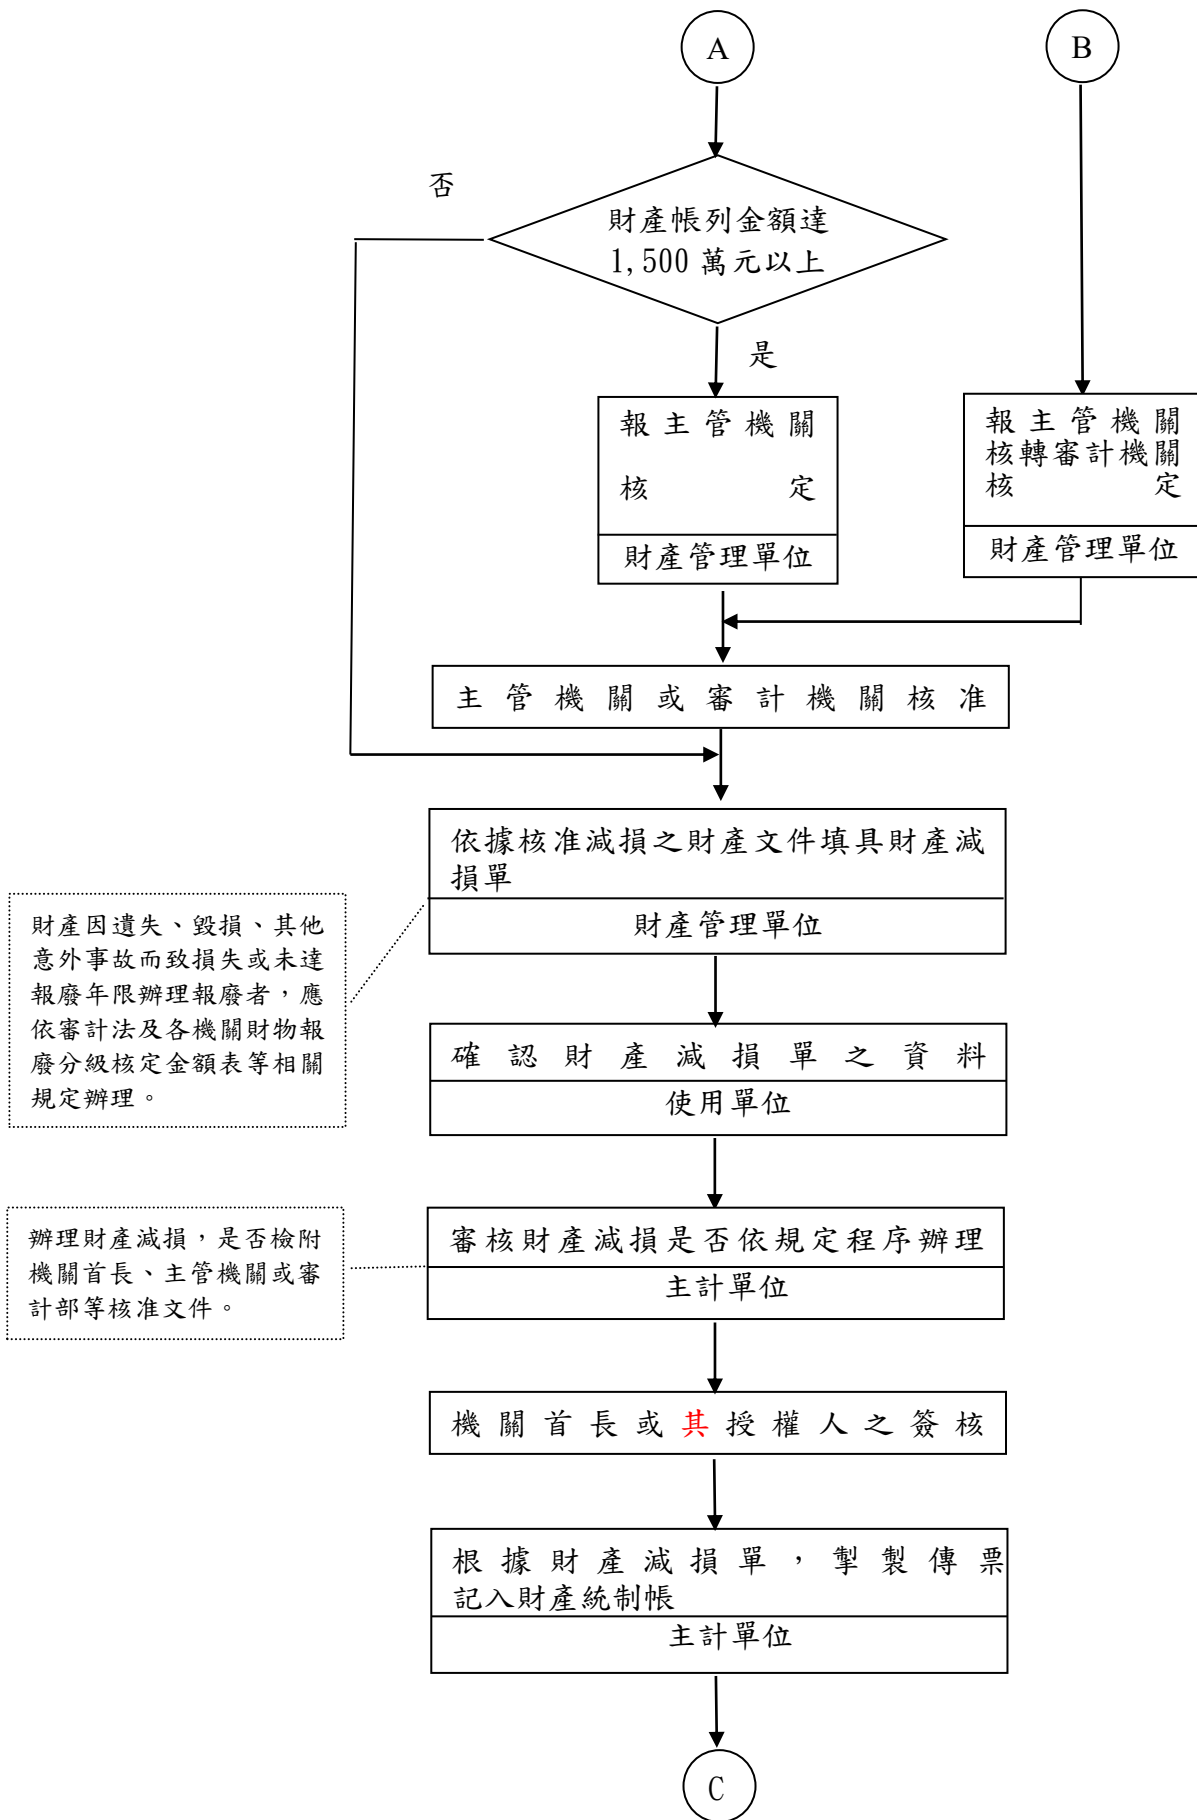 A
B
否
財產帳列金額達
1,500 萬元以上
是
報主管機關
核定
財產管理單位
報主管機關
核轉審計機關
核定
財產管理單位
主管機關或審計機關核准
依據核准減損之財產文件填具財產減
損單
財產管理單位
財產因遺失、毀損、其他
意外事故而致損失或未達
報廢年限辦理報廢者，應
依審計法及各機關財物報
廢分級核定金額表等相關
規定辦理。
確認財產減損單之資料
使用單位
辦理財產減損，是否檢附
機關首長、主管機關或審
計部等核准文件。
審核財產減損是否依規定程序辦理
主計單位
機關首長或其授權人之簽核
根據財產減損單，掣製傳票
記入財產統制帳
主計單位
C